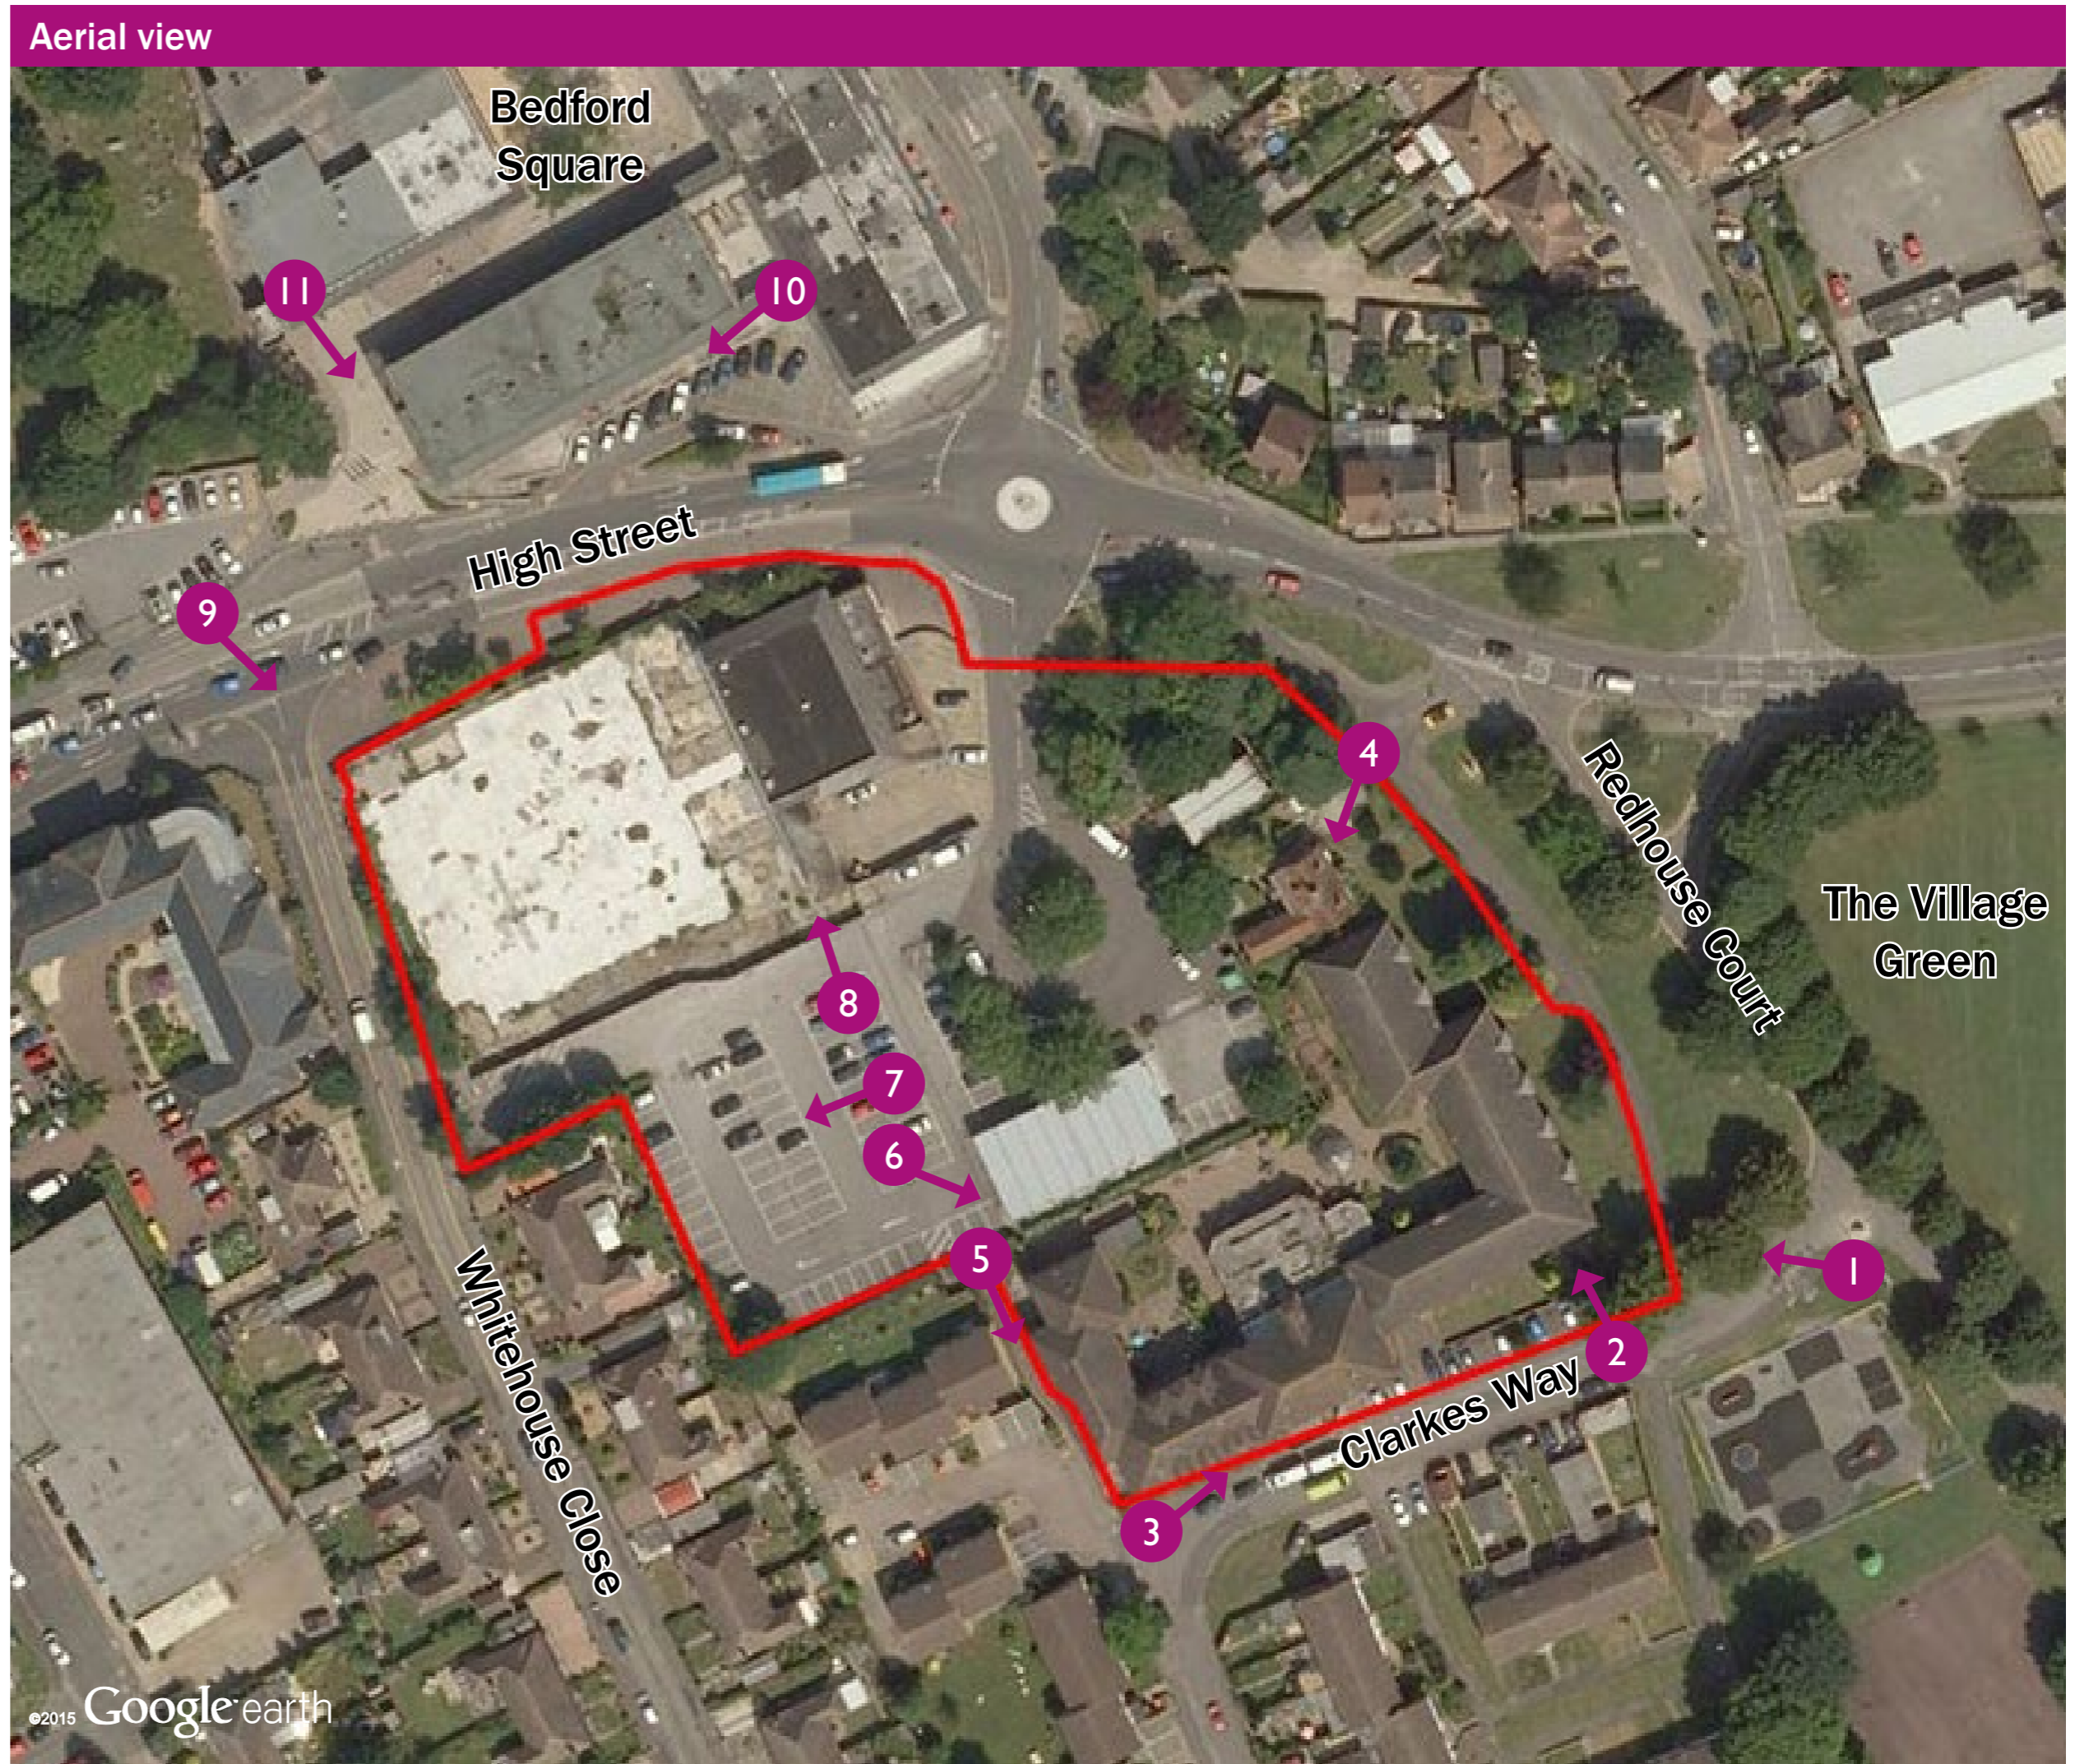 Aerial view
Bedford
Square
11
10
High Street
9
4
Redhouse Court
The Village
Green
8
7
6
5
1
2
Clarkes Way
3
Whitehouse Close
©2015 Google earth